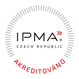 IPMA
CZECH REPUBLIC
AKREDITOVÁNO